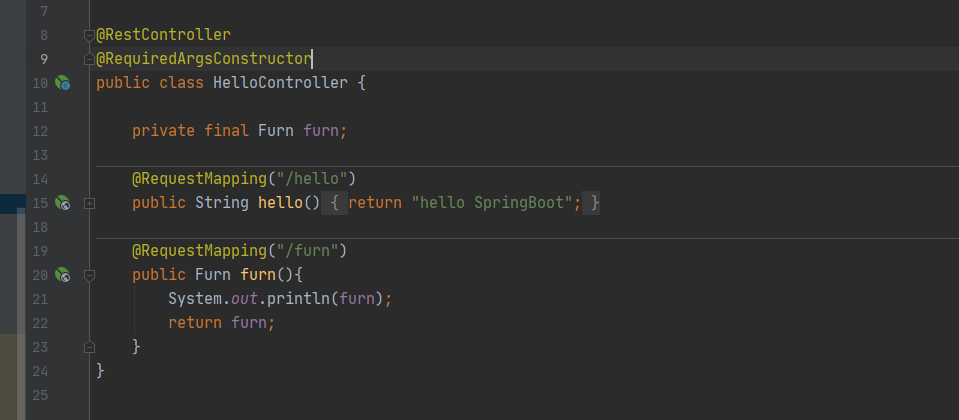 7
8 @RestController
9 @RequiredArgsConstructor
10 public class HelloController {
11
12 private final Furn furn;
13
14 @RequestMapping("/hello")
15 public String hello() { return "hello SpringBoot"; }
18
19 @RequestMapping("/furn")
20 public Furn furn(){
21 System.out.println(furn);
22 return furn;
23 }
24 }
25